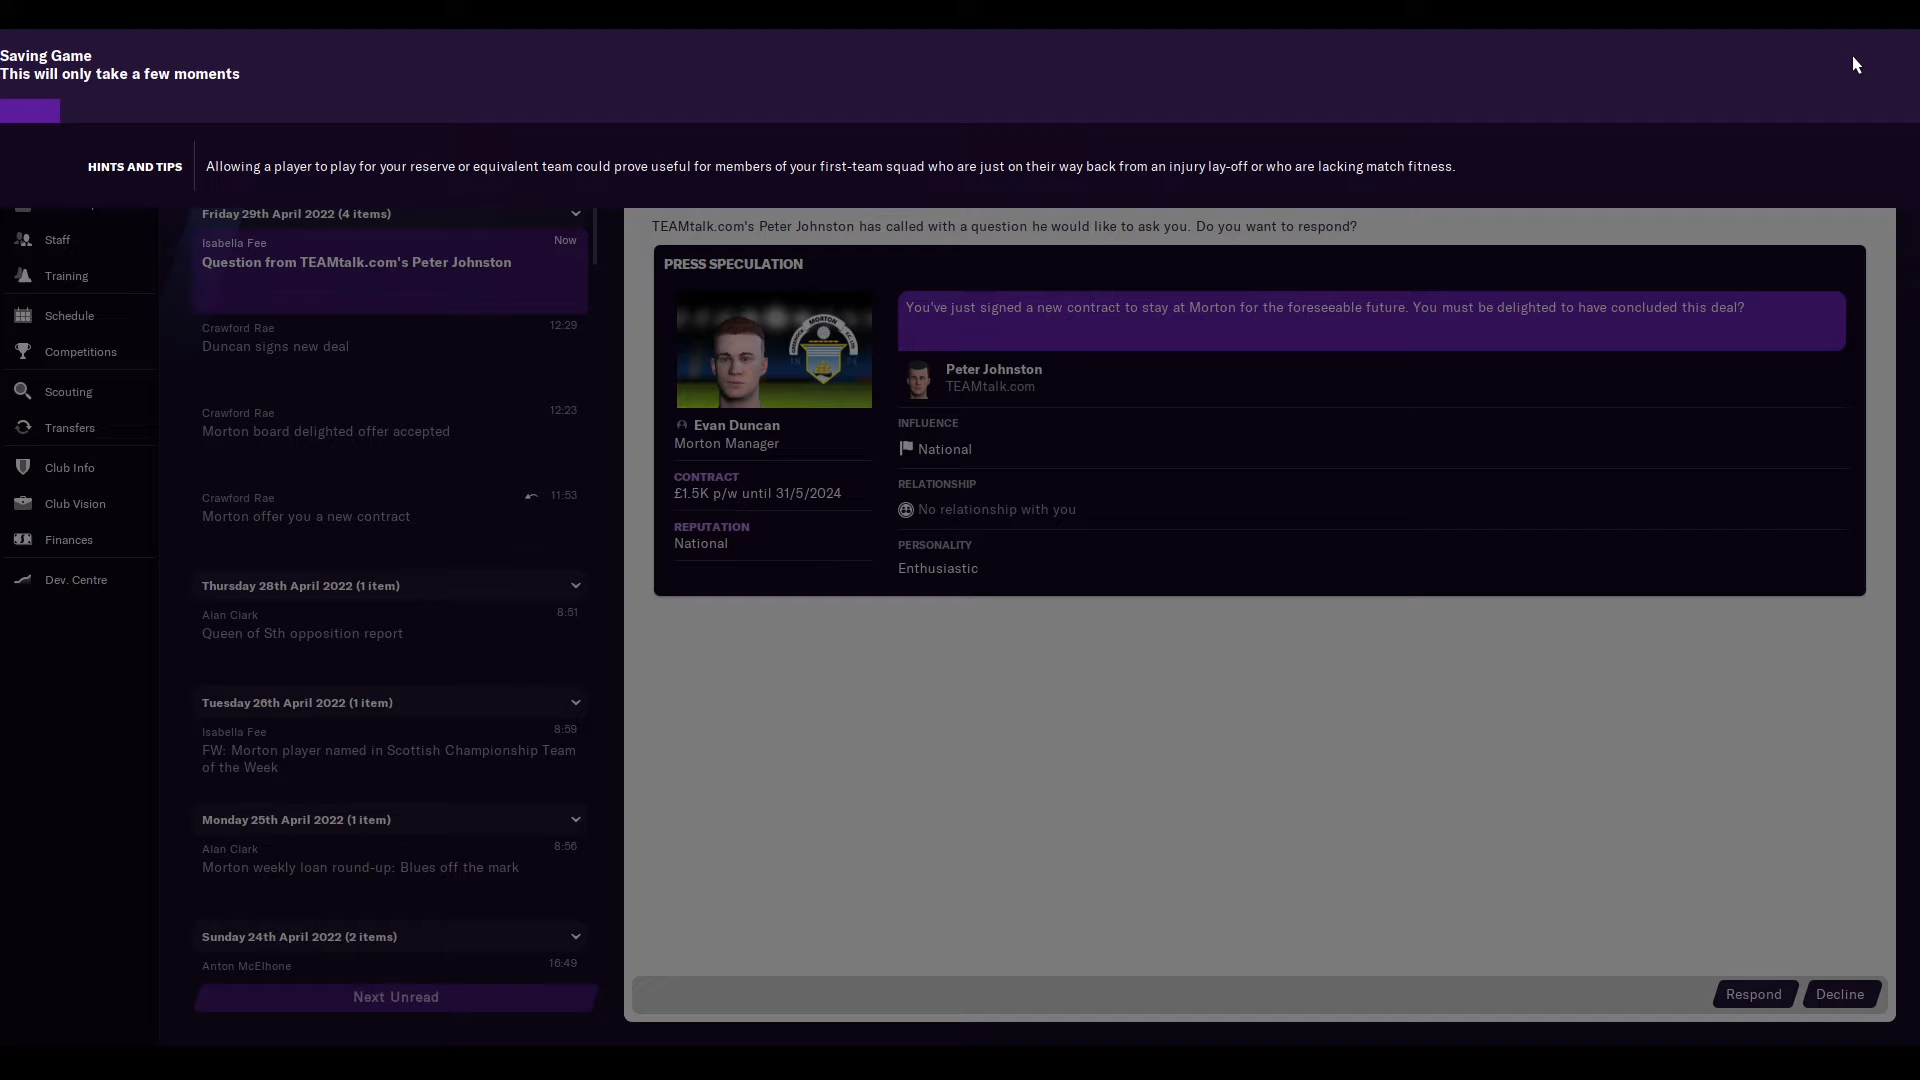 Saving Game
This will only take a few moments
HINTS AND TIPS
Allowing a player to play for your reserve or equivalent team could prove useful for members of your first-team squad who are just on their way back from an injury lay-off or who are lacking match fitness.
Staff
Training
Schedule
Competitions
Scouting
Transfers
Club Info
Club Vision
Finances
Dev. Centre
Friday 29th April 2022 (4 items)
Isabella Fee
Now
Question from TEAMtalk.com's Peter Johnston
Crawford Rae
12:29
Duncan signs new deal
Crawford Rae
12:23
Morton board delighted offer accepted
Crawford Rae
11:53
Morton offer you a new contract
Thursday 28th April 2022 (1 item)
Alan Clark
8:51
Queen of Sth opposition report
Tuesday 26th April 2022 (1 item)
Isabella Fee
8:59
FW: Morton player named in Scottish Championship Team
of the Week
Monday 25th April 2022 (1 item)
Alan Clark
8:56
Morton weekly loan round-up: Blues off the mark
Sunday 24th April 2022 (2 items)
Anton McElhone
16:49
Next Unread
TEAMtalk.com's Peter Johnston has called with a question he would like to ask you. Do you want to respond?
PRESS SPECULATION
MORTON
Evan Duncan
Morton Manager
CONTRACT
£1.5K p/w until 31/5/2024
REPUTATION
National
You've just signed a new contract to stay at Morton for the foreseeable future. You must be delighted to have concluded this deal?
Peter Johnston
TEAMtalk.com
INFLUENCE
National
RELATIONSHIP
No relationship with you
PERSONALITY
Enthusiastic
Respond
Decline